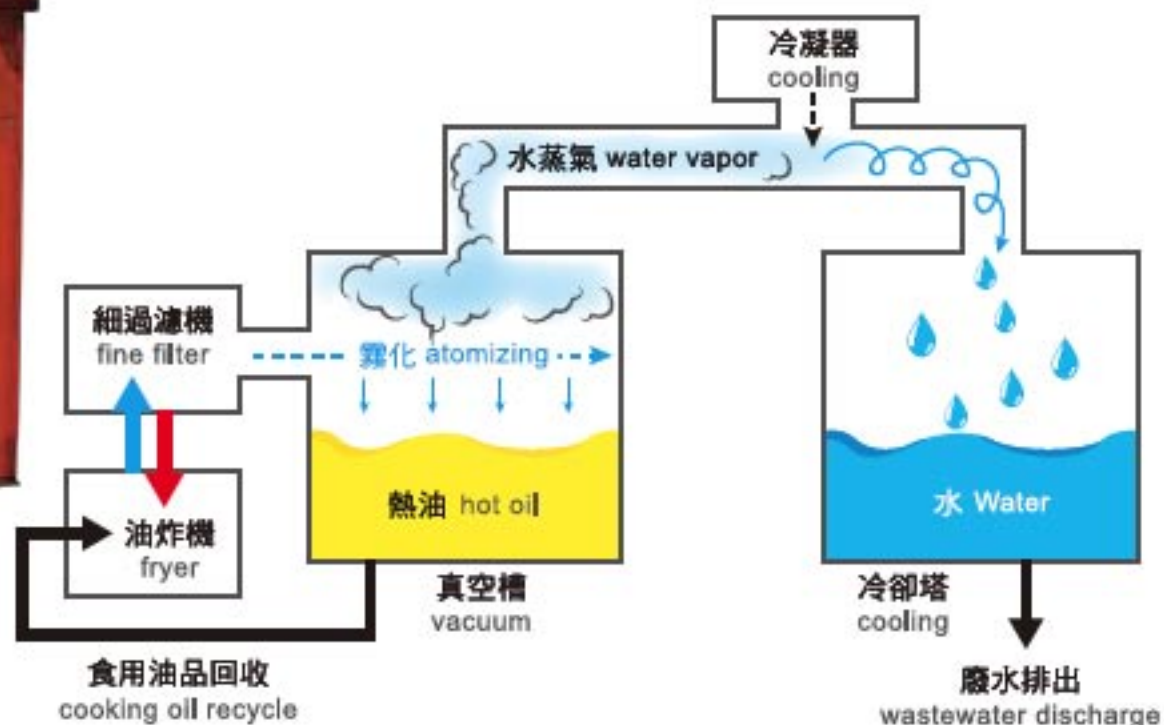 冷凝器
cooling
水蒸氣 water vapor
細過濾機
fine filter
霧化 atomizing
熱油 hot oil
水 Water
油炸機
fryer
真空槽
vacuum
冷卻塔
cooling
食用油品回收
cooking oil recycle
廢水排出
wastewater discharge